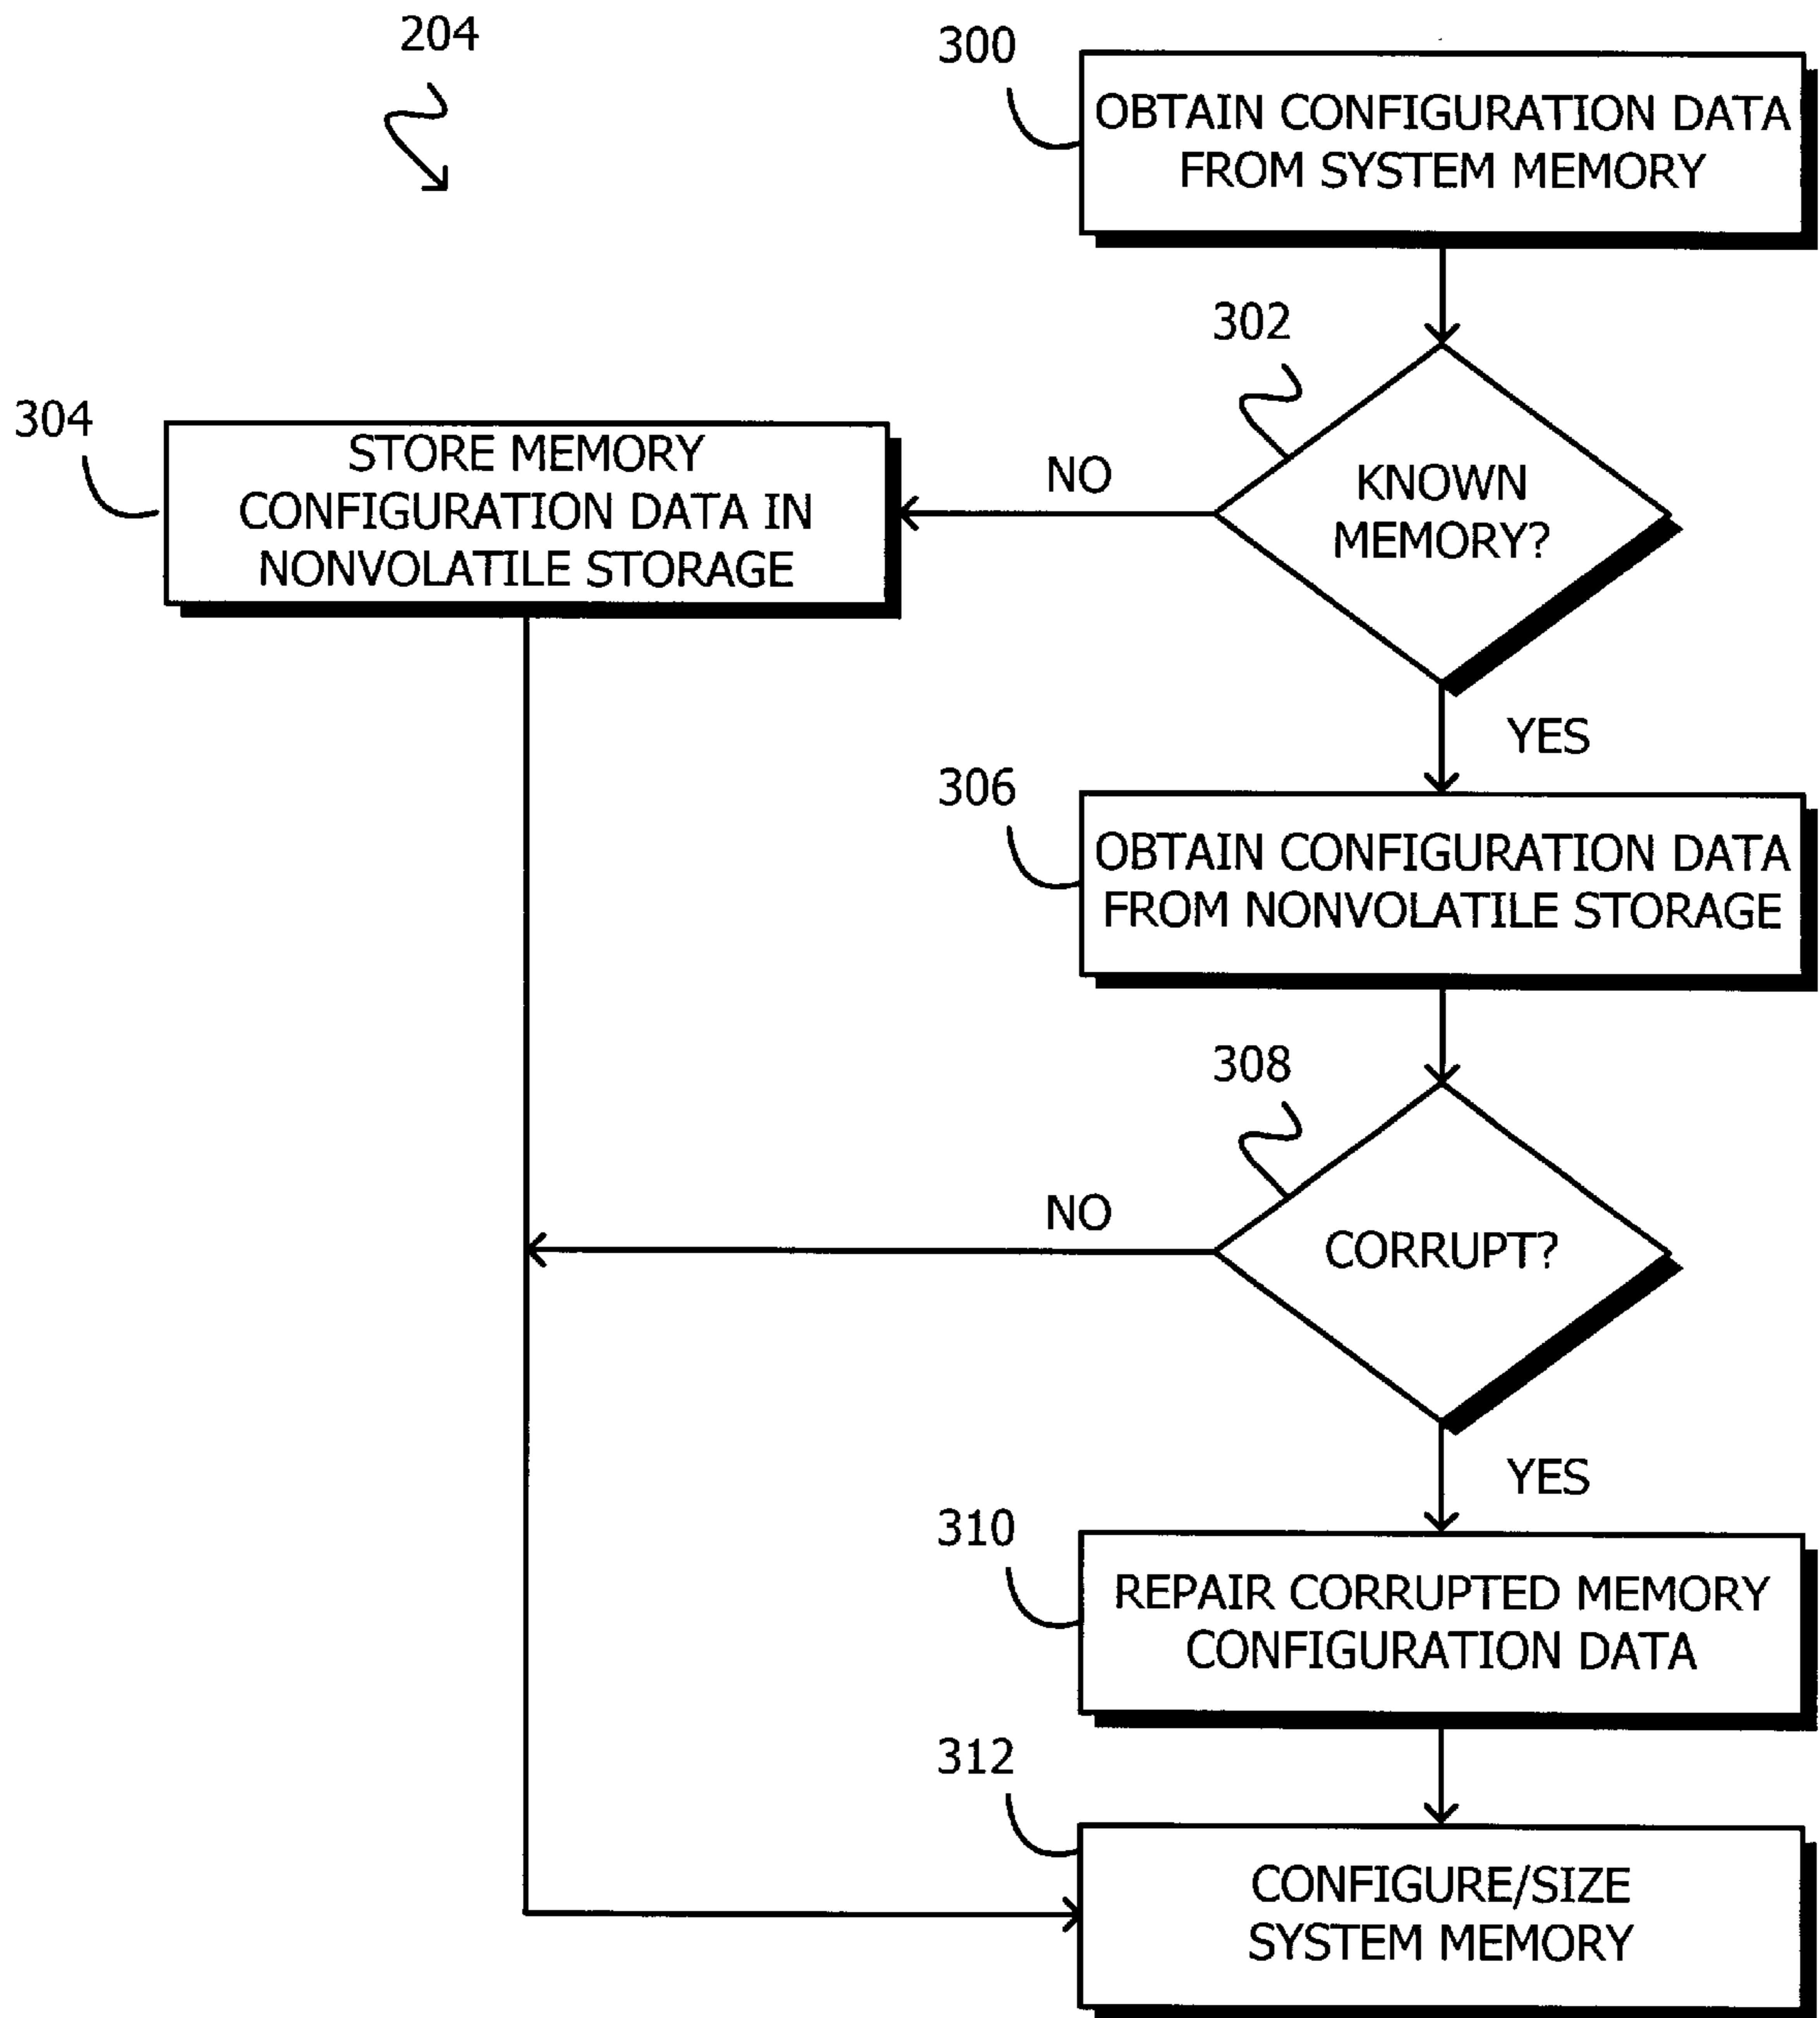 204
300
OBTAIN CONFIGURATION DATA
FROM SYSTEM MEMORY
302
KNOWN
MEMORY?
NO
304
STORE MEMORY
CONFIGURATION DATA IN
NONVOLATILE STORAGE
YES
306
OBTAIN CONFIGURATION DATA
FROM NONVOLATILE STORAGE
308
CORRUPT?
NO
YES
310
REPAIR CORRUPTED MEMORY
CONFIGURATION DATA
312
CONFIGURE/SIZE
SYSTEM MEMORY